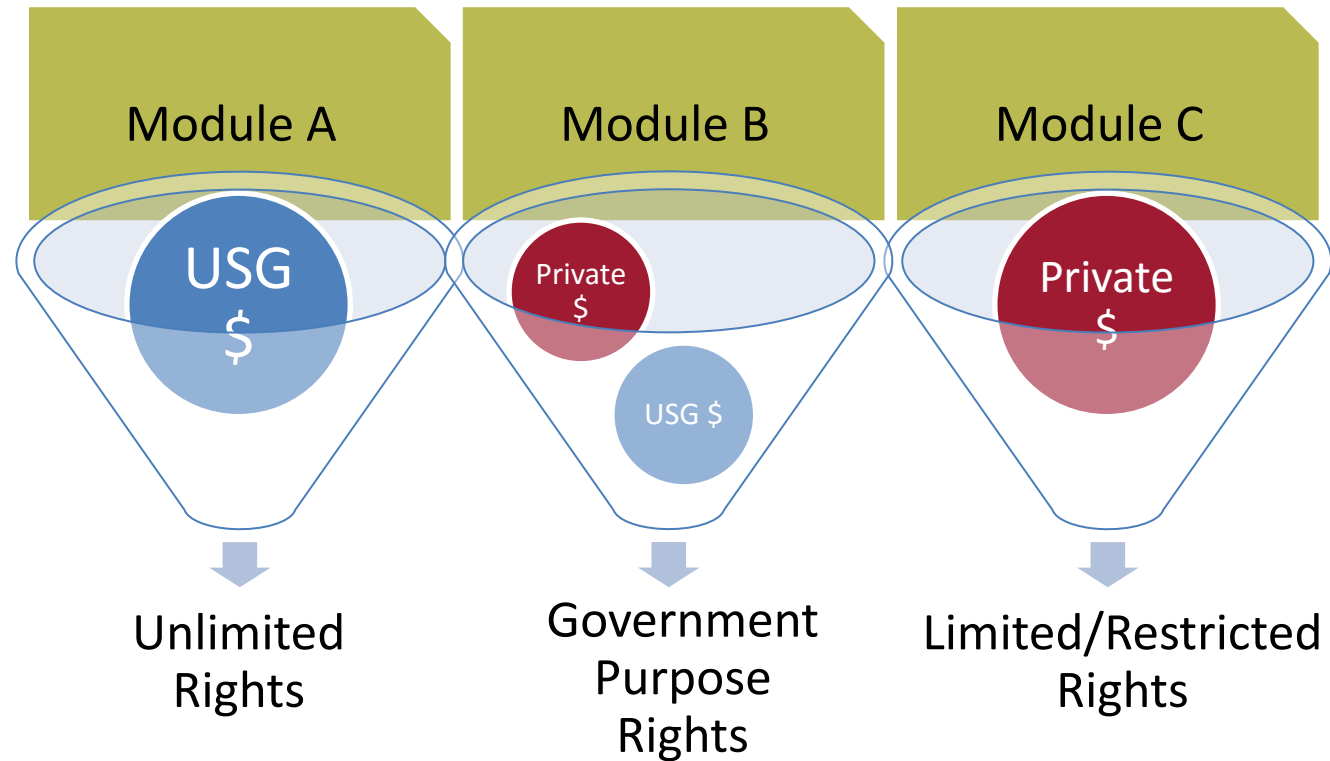 Module A
USG
$
Unlimited
Rights
Module B
Private
$
USG $
Government
Purpose
Rights
Module C
Private
$
Limited/Restricted
Rights